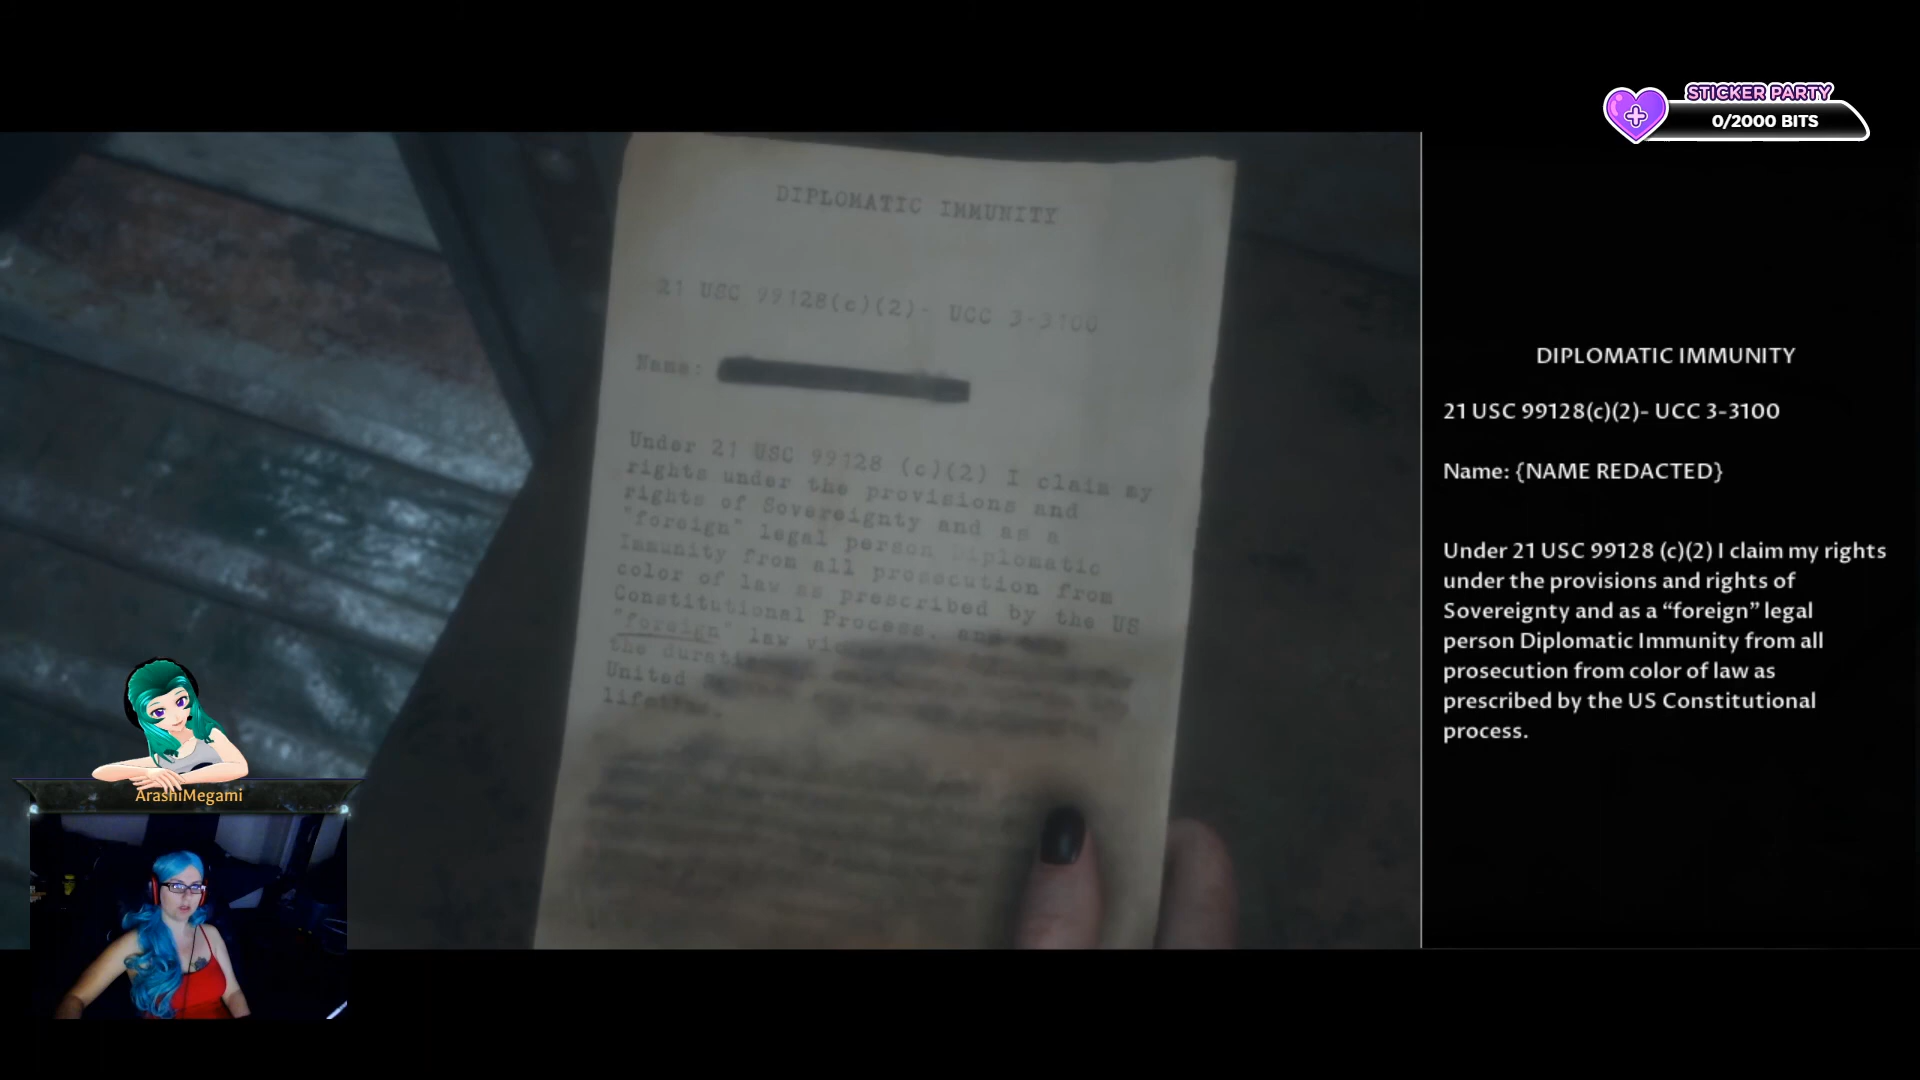 STICKER PARTY
0/2000 BITS
DIPLOMATIC IMMUNITY
21 USC 99128(c)(2)- UCC 3-3100
Name:
Under 21 USC 99128 (c)(2) I claim my
rights under the provisions and
rights of Sovereignty and as a
"foreign" legal person Diplomatic
Immunity from all prosecution from
color of law as prescribed by the US
Constitutional Process, and
"foreign" law
the
United
DIPLOMATIC IMMUNITY
21 USC 99128(c)(2)- UCC 3-3100
Name: {NAME REDACTED}
Under 21 USC 99128 (c)(2) I claim my rights
under the provisions and rights of
Sovereignty and as a “foreign” legal
person Diplomatic Immunity from all
prosecution from color of law as
prescribed by the US Constitutional
process.
ArashiMegami